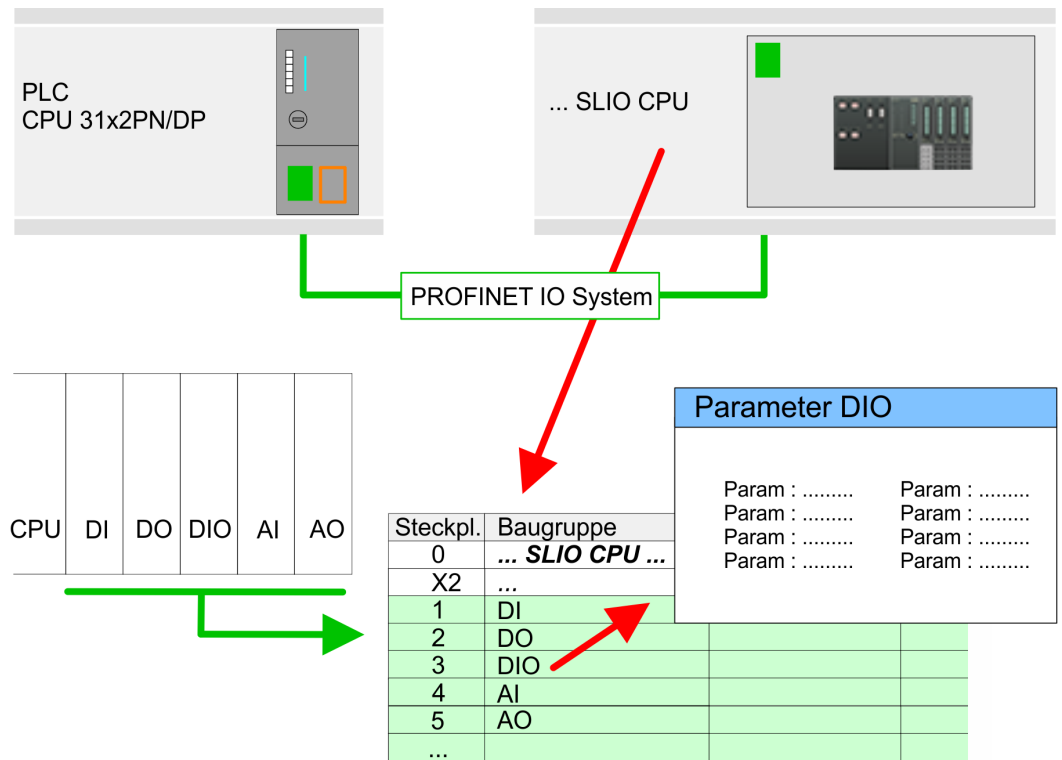 PLC
CPU 31x2PN/DP
... SLIO CPU
PROFINET IO System
CPU DI DO DIO AI AO
Parameter DIO
Param : ......... Param : .........
Param : ......... Param : .........
Param : ......... Param : .........
Param : ......... Param : .........
Steckpl. Baugruppe
0 ... SLIO CPU ...
X2 ...
1 DI
2 DO
3 DIO
4 AI
5 AO
...